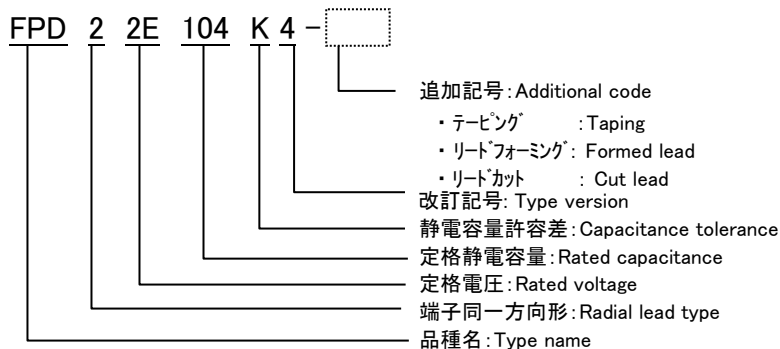 FPD 2 2E 104 K 4 -
追加記号:Additional code
・ﾃｰﾋﾟﾝｸﾞ :Taping
・ﾘｰﾄﾞﾌｫｰﾐﾝｸﾞ: Formed lead
・ﾘｰﾄﾞｶｯﾄ : Cut lead
改訂記号: Type version
静電容量許容差:Capacitance tolerance
定格静電容量:Rated capacitance
定格電圧:Rated voltage
端子同一方向形:Radial lead type
品種名:Type name